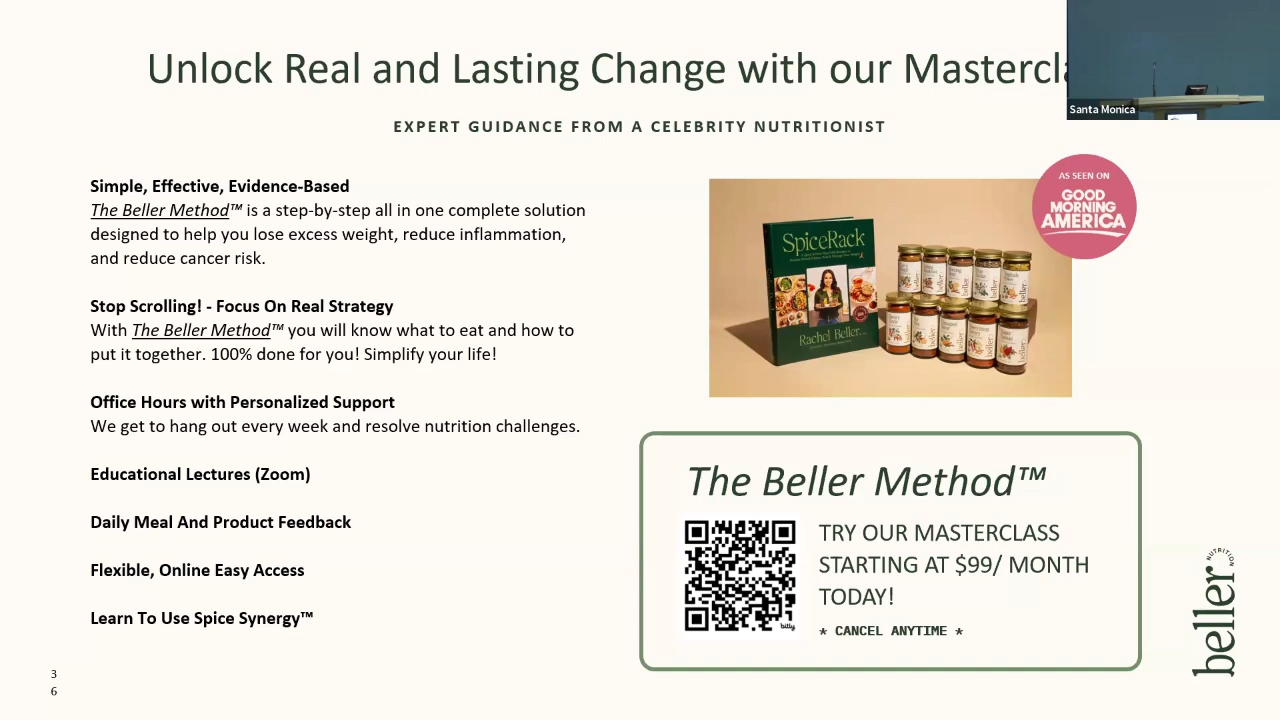 Unlock Real and Lasting Change with our Mastercla
Santa Monica
EXPERT GUIDANCE FROM A CELEBRITY NUTRITIONIST
Simple, Effective, Evidence-Based
The Beller Method™ is a step-by-step all in one complete solution
designed to help you lose excess weight, reduce inflammation,
and reduce cancer risk.
Stop Scrolling! - Focus On Real Strategy
With The Beller Method™ you will know what to eat and how to
put it together. 100% done for you! Simplify your life!
Office Hours with Personalized Support
We get to hang out every week and resolve nutrition challenges.
Educational Lectures (Zoom)
Daily Meal And Product Feedback
Flexible, Online Easy Access
Learn To Use Spice Synergy™
AS SEEN ON
GOOD
MORNING
AMERICA
SpiceRack
Rachel Beller
beller
beller
beller
beller
beller
The Beller Method™
TRY OUR MASTERCLASS
STARTING AT $99/ MONTH
TODAY!
* CANCEL ANYTIME *
bitly
beller NUTRITION
3
6